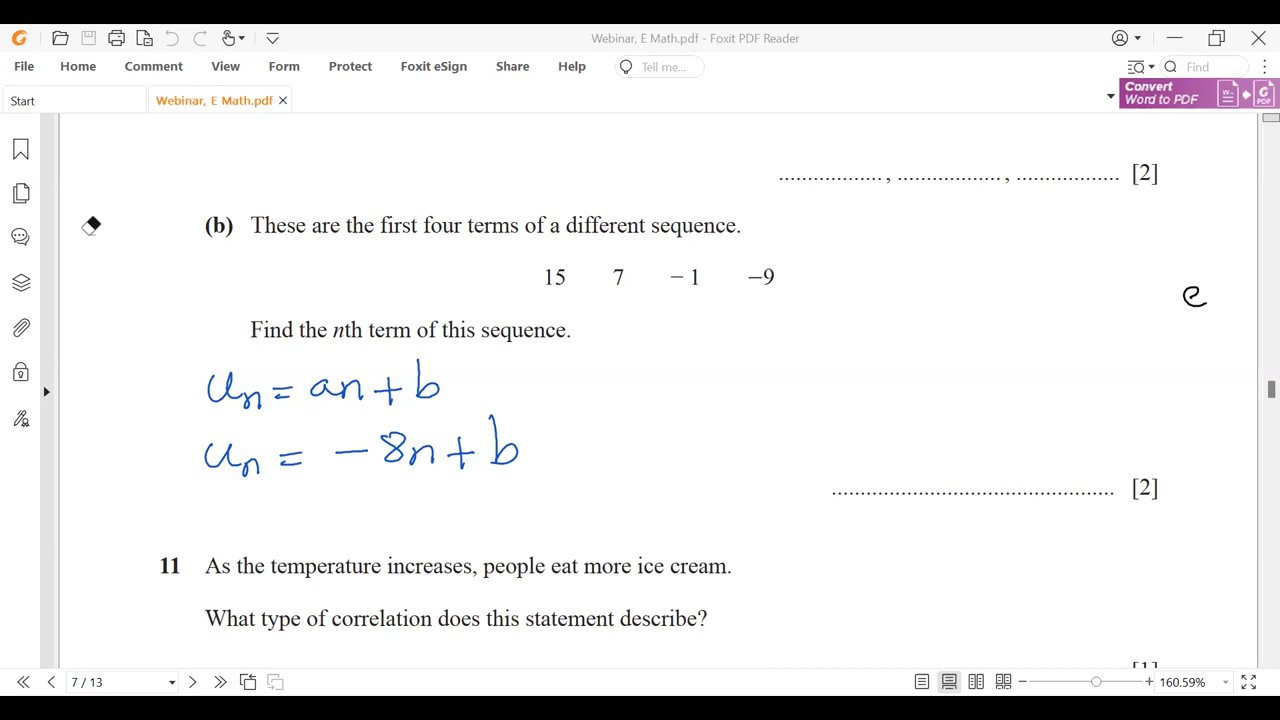 Webinar, E Math.pdf - Foxit PDF Reader
File Home Comment View Form Protect Foxit eSign Share Help Tell me... Find
Start Webinar, E Math.pdf Convert Word to PDF
.................. , .................. , .................. [2]
(b) These are the first four terms of a different sequence.
15 7 − 1 −9
e
Find the nth term of this sequence.
uₙ = an + b
uₙ = − 8n + b
.................................................. [2]
11 As the temperature increases, people eat more ice cream.
What type of correlation does this statement describe?
[1]
7 / 13 160.59%